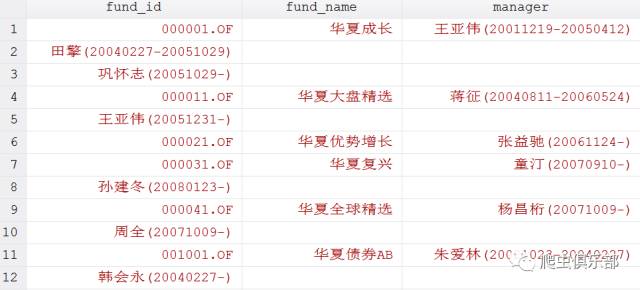 fund_id fund_name manager
1 000001.OF 华夏成长 王亚伟(20011219-20050412)
2 田擎(20040227-20051029)
3 巩怀志(20051029-)
4 000011.OF 华夏大盘精选 蒋征(20040811-20060524)
5 王亚伟(20051231-)
6 000021.OF 华夏优势增长 张益驰(20061124-)
7 000031.OF 华夏复兴 童汀(20070910-)
8 孙建冬(20080123-)
9 000041.OF 华夏全球精选 杨昌桁(20071009-)
10 周全(20071009-)
11 001001.OF 华夏债券AB 朱爱林(
12 韩会永(20040227-)
爬虫俱乐部